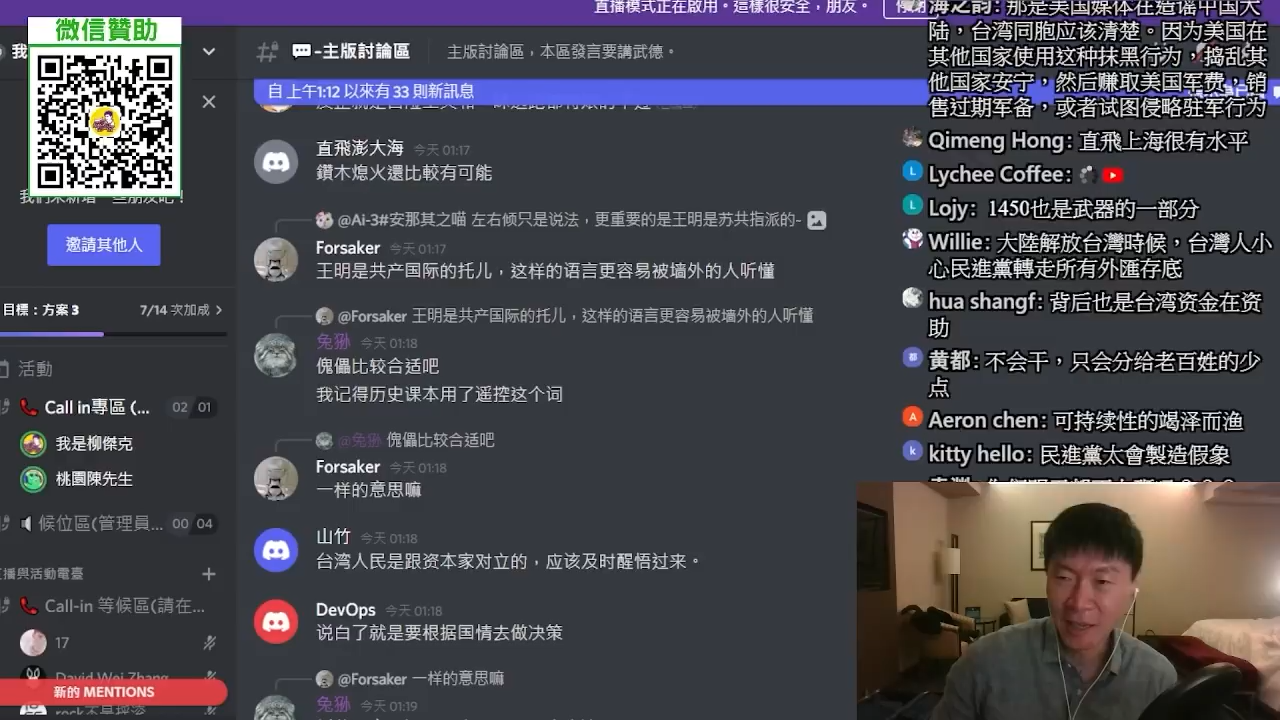 直播模式正在啟用。這樣很安全，朋友。
微信贊助
我
-主版討論區
主版討論區，本區發言要講武德。
自 上午1:12 以來有 33 則新訊息
直飛澎大海 今天 01:17
鑽木熄火還比較有可能
@Ai-3#安那其之喵 左右倾只是说法，更重要的是王明是苏共指派的-
Forsaker 今天 01:17
王明是共产国际的托儿，这样的语言更容易被墙外的人听懂
@Forsaker 王明是共产国际的托儿，这样的语言更容易被墙外的人听懂
兔狲 今天 01:18
傀儡比较合适吧
我记得历史课本用了遥控这个词
@兔狲 傀儡比较合适吧
Forsaker 今天 01:18
一样的意思嘛
山竹 今天 01:18
台湾人民是跟资本家对立的，应该及时醒悟过来。
DevOps 今天 01:18
说白了就是要根据国情去做决策
@Forsaker 一样的意思嘛
兔狲 今天 01:19
邀請其他人
目標：方案 3 7/14 次加成
活動
Call in專區 (... 02 01
我是柳傑克
桃園陳先生
候位區(管理員... 00 04
直播與活動電臺
Call-in 等候區(請在...
17
David Wei Zhang
新的 MENTIONS
海之韵: 那是美国媒体在造谣中国大
陆，台湾同胞应该清楚。因为美国在
其他国家使用这种抹黑行为，捣乱其
他国家安宁，然后赚取美国军费，销
售过期军备，或者试图侵略驻军行为
Qimeng Hong: 直飛上海很有水平
Lychee Coffee:
Lojy: 1450也是武器的一部分
Willie: 大陸解放台灣時候，台灣人小
心民進黨轉走所有外匯存底
hua shangf: 背后也是台湾资金在资
助
黄都: 不会干，只会分给老百姓的少
点
Aeron chen: 可持续性的竭泽而渔
kitty hello: 民進黨太會製造假象